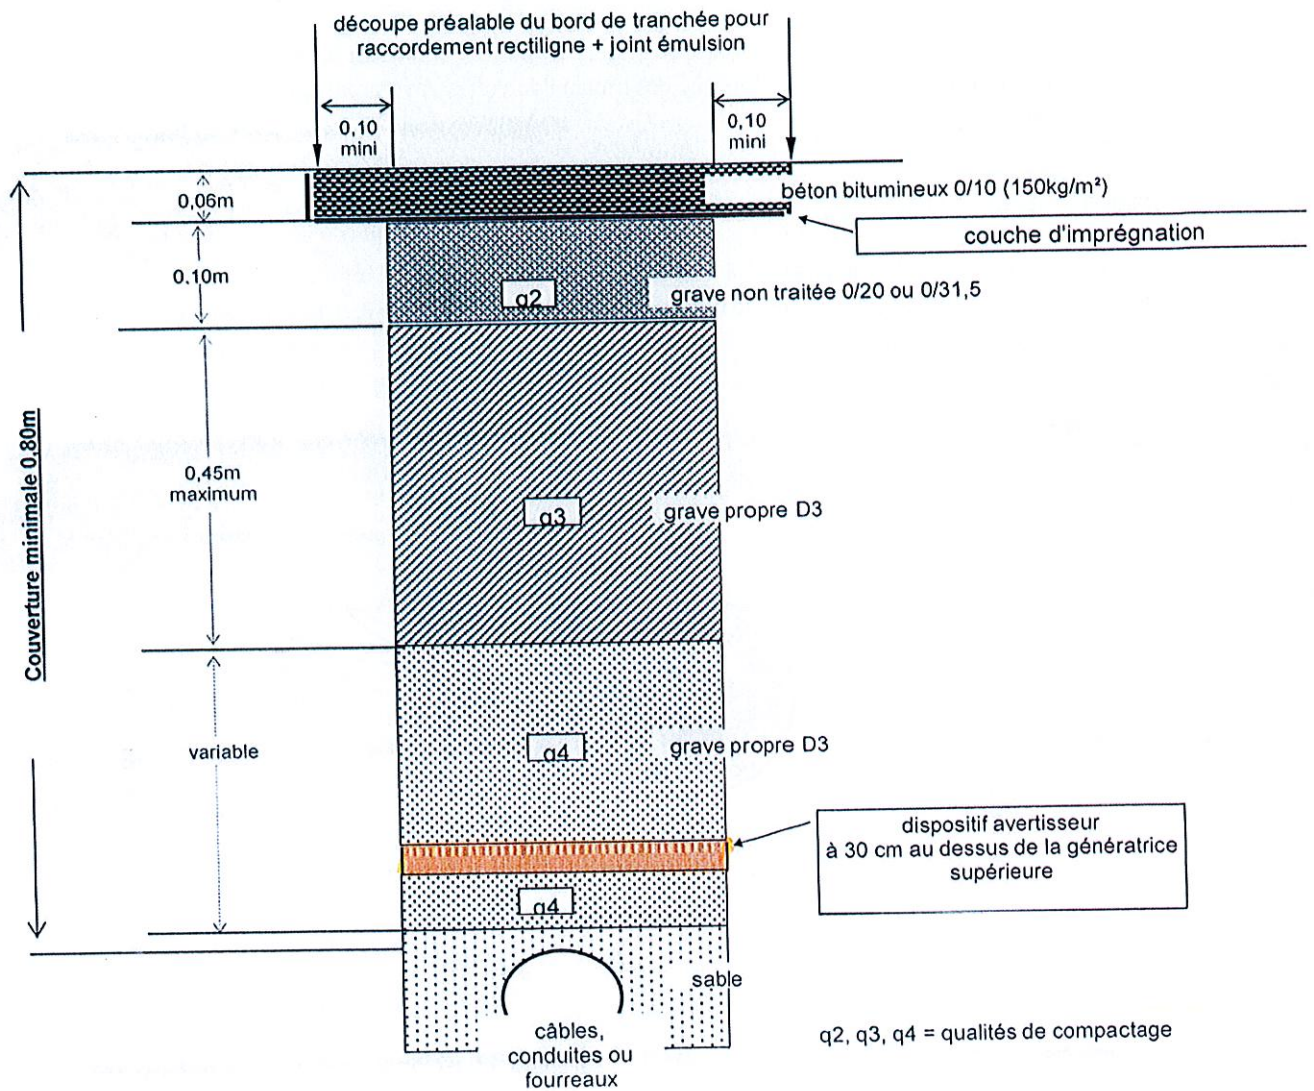 découpe préalable du bord de tranchée pour
raccordement rectiligne + joint émulsion
0,10
mini
0,10
mini
0,06m
béton bitumineux 0/10 (150kg/m²)
couche d'imprégnation
0.10m
q2
grave non traitée 0/20 ou 0/31,5
Couverture minimale 0,80m
0,45m
maximum
q3
grave propre D3
variable
q4
grave propre D3
dispositif avertisseur
à 30 cm au dessus de la génératrice
supérieure
q4
sable
câbles,
conduites ou
fourreaux
q2, q3, q4 = qualités de compactage